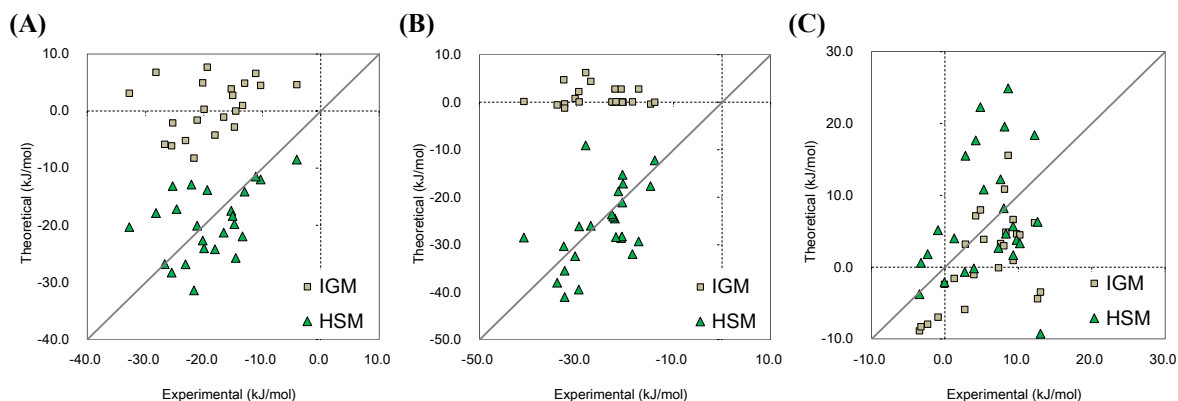 (A)
10.0
0.0
-10.0
-20.0
-30.0
-40.0
-40.0 -30.0 -20.0 -10.0 0.0 10.0
Theoretical (kJ/mol)
Experimental (kJ/mol)
IGM
HSM
(B)
10.0
0.0
-10.0
-20.0
-30.0
-40.0
-50.0
-50.0 -30.0 -10.0 10.0
Theoretical (kJ/mol)
Experimental (kJ/mol)
IGM
HSM
(C)
30.0
20.0
10.0
0.0
-10.0
-10.0 0.0 10.0 20.0 30.0
Theoretical (kJ/mol)
Experimental (kJ/mol)
IGM
HSM